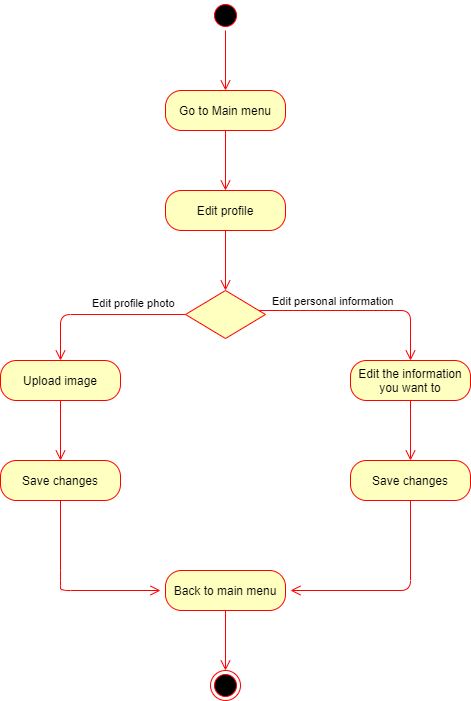 Go to Main menu
Edit profile
Edit profile photo
Edit personal information
Upload image
Edit the information
you want to
Save changes
Save changes
Back to main menu